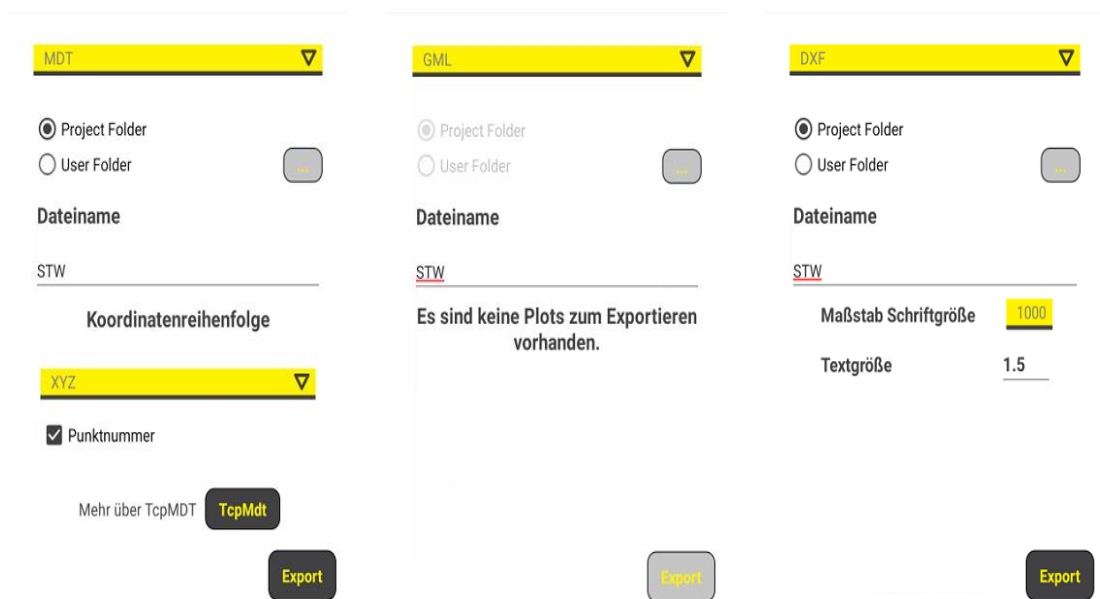 MDT
Project Folder
User Folder
...
Dateiname
STW
Koordinatenreihenfolge
XYZ
Punktnummer
Mehr über TcpMDT TcpMdt
Export
GML
Project Folder
User Folder
...
Dateiname
STW
Es sind keine Plots zum Exportieren
vorhanden.
Export
DXF
Project Folder
User Folder
...
Dateiname
STW
Maßstab Schriftgröße 1000
Textgröße 1.5
Export